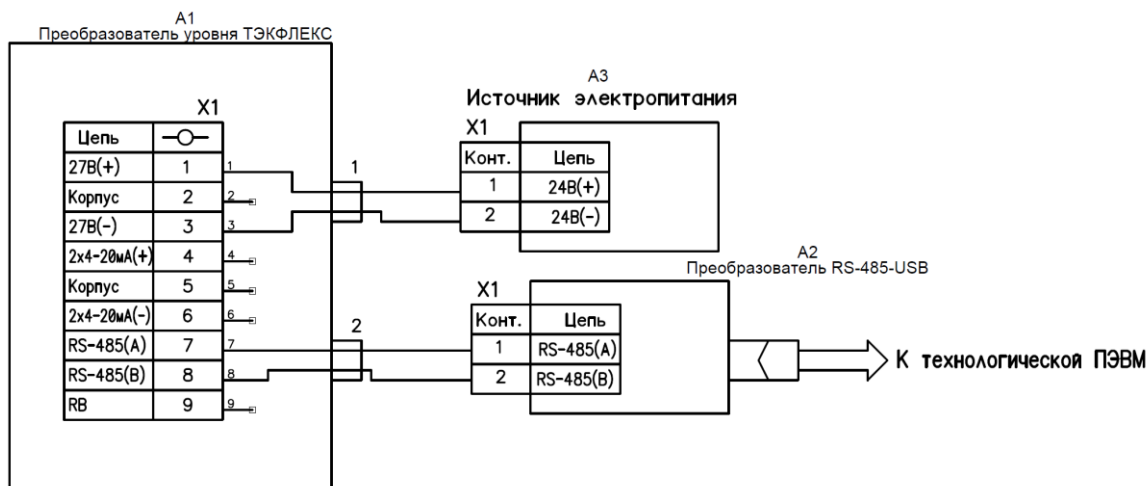 A1
Преобразователь уровня ТЭКФЛЕКС
X1
Цепь
27В(+) 1 1
Корпус 2 2
27В(-) 3 3
2х4-20мА(+) 4 4
Корпус 5 5
2х4-20мА(-) 6 6
RS-485(A) 7 7
RS-485(B) 8 8
RB 9 9
1
2
A3
Источник электропитания
X1
Конт. Цепь
1 24В(+)
2 24В(-)
A2
Преобразователь RS-485-USB
X1
Конт. Цепь
1 RS-485(A)
2 RS-485(B)
К технологической ПЭВМ